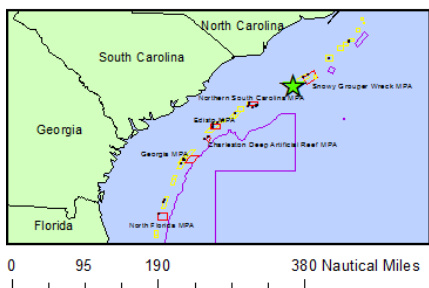 North Carolina
South Carolina
Snowy Grouper Wreck MPA
Northern South Carolina MPA
Edisto MPA
Georgia
Charleston Deep Artificial Reef MPA
Georgia MPA
Florida
North Florida MPA
0 95 190 380 Nautical Miles